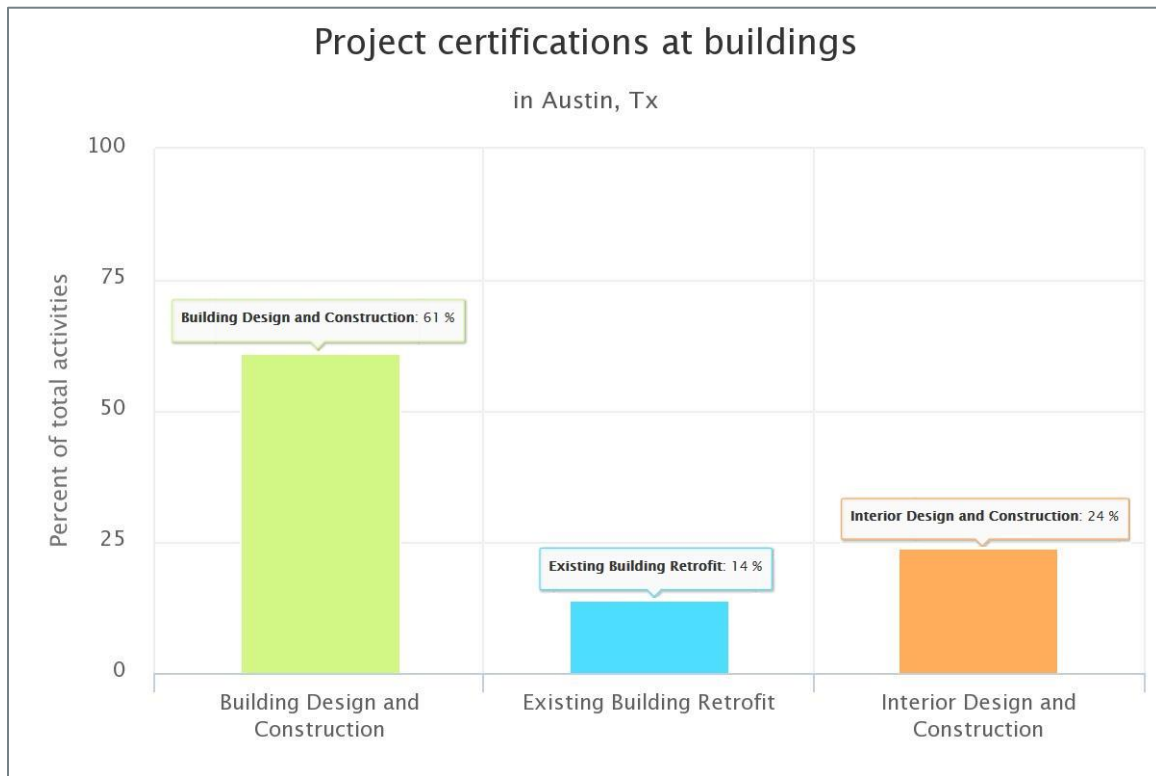 Project certifications at buildings
in Austin, Tx
Percent of total activities
100
75
50
25
0
Building Design and Construction: 61 %
Existing Building Retrofit: 14 %
Interior Design and Construction: 24 %
Building Design and
Construction
Existing Building Retrofit
Interior Design and
Construction